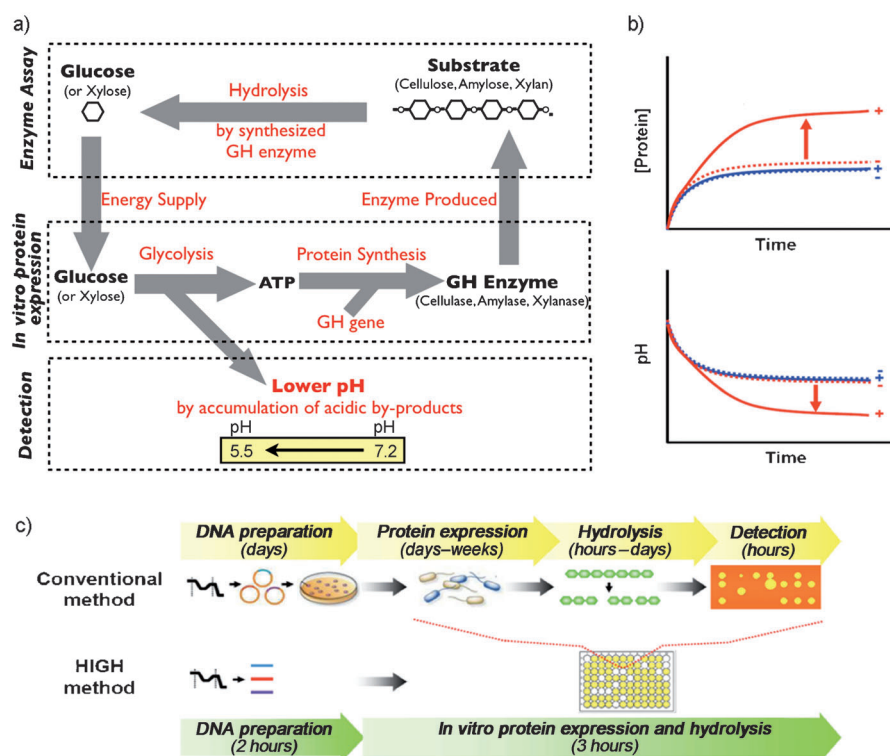 a)
Enzyme Assay
Glucose
(or Xylose)
Hydrolysis
by synthesized
GH enzyme
Substrate
(Cellulose, Amylose, Xylan)
Energy Supply
Enzyme Produced
In vitro protein
expression
Glucose
(or Xylose)
Glycolysis
ATP
Protein Synthesis
GH gene
GH Enzyme
(Cellulase, Amylase, Xylanase)
Detection
Lower pH
by accumulation of acidic by-products
pH pH
5.5 7.2
b)
[Protein]
+
-
+
-
Time
pH
-
+
-
+
Time
c)
DNA preparation
(days)
Protein expression
(days–weeks)
Hydrolysis
(hours–days)
Detection
(hours)
Conventional
method
HIGH
method
DNA preparation
(2 hours)
In vitro protein expression and hydrolysis
(3 hours)